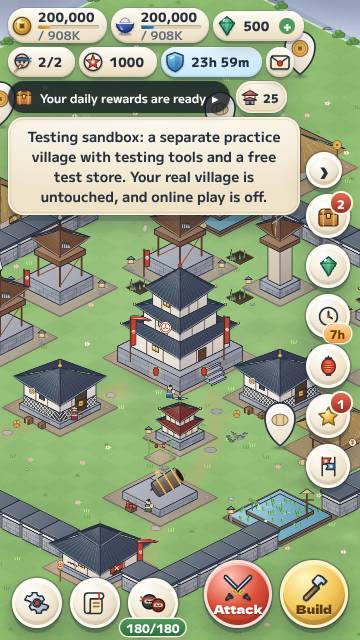 200,000
/ 908K
200,000
/ 908K
500
2/2
1000
23h 59m
Your daily rewards are ready ▸
25
Testing sandbox: a separate practice
village with testing tools and a free
test store. Your real village is
untouched, and online play is off.
2
7h
1
Attack
Build
180/180